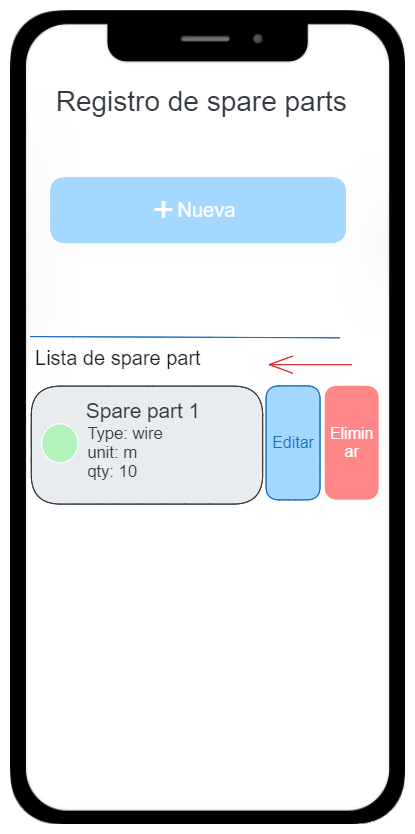 Registro de spare parts
+ Nueva
Lista de spare part
Spare part 1
Type: wire
unit: m
qty: 10
Editar
Elimin
ar